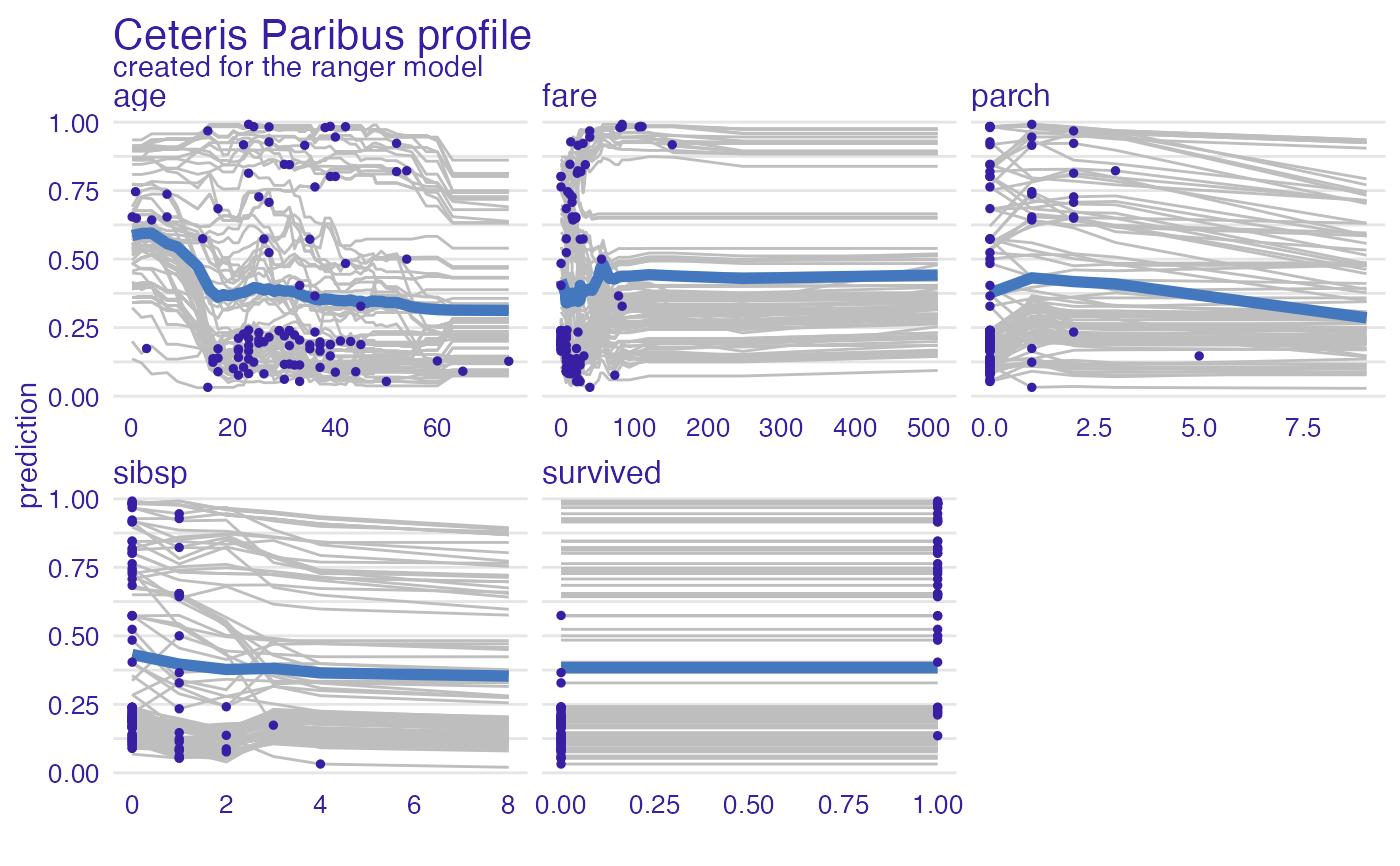 Ceteris Paribus profile
created for the ranger model
age
fare
parch
1.00
0.75
0.50
0.25
0.00
0 20 40 60
0 100 200 300 400 500
0.0 2.5 5.0 7.5
prediction
sibsp
survived
1.00
0.75
0.50
0.25
0.00
0 2 4 6 8
0.00 0.25 0.50 0.75 1.00